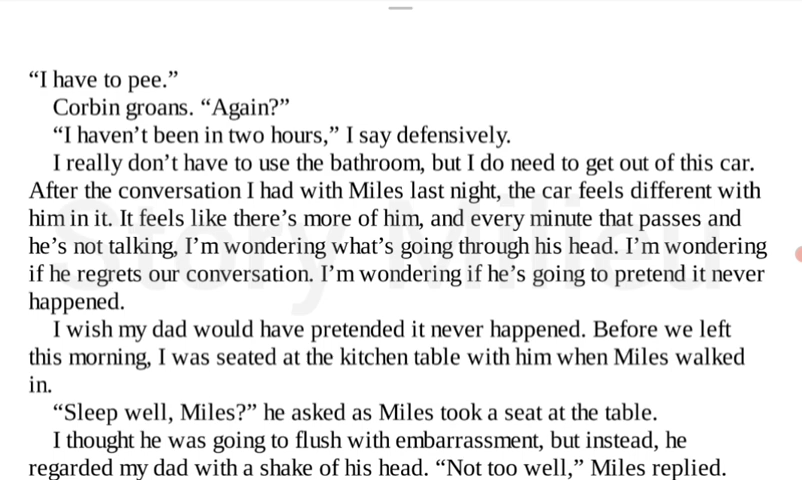 “I have to pee.”
Corbin groans. “Again?”
“I haven’t been in two hours,” I say defensively.
I really don’t have to use the bathroom, but I do need to get out of this car.
After the conversation I had with Miles last night, the car feels different with
him in it. It feels like there’s more of him, and every minute that passes and
he’s not talking, I’m wondering what’s going through his head. I’m wondering
if he regrets our conversation. I’m wondering if he’s going to pretend it never
happened.
I wish my dad would have pretended it never happened. Before we left
this morning, I was seated at the kitchen table with him when Miles walked
in.
“Sleep well, Miles?” he asked as Miles took a seat at the table.
I thought he was going to flush with embarrassment, but instead, he
regarded my dad with a shake of his head. “Not too well,” Miles replied.
Story Milieu